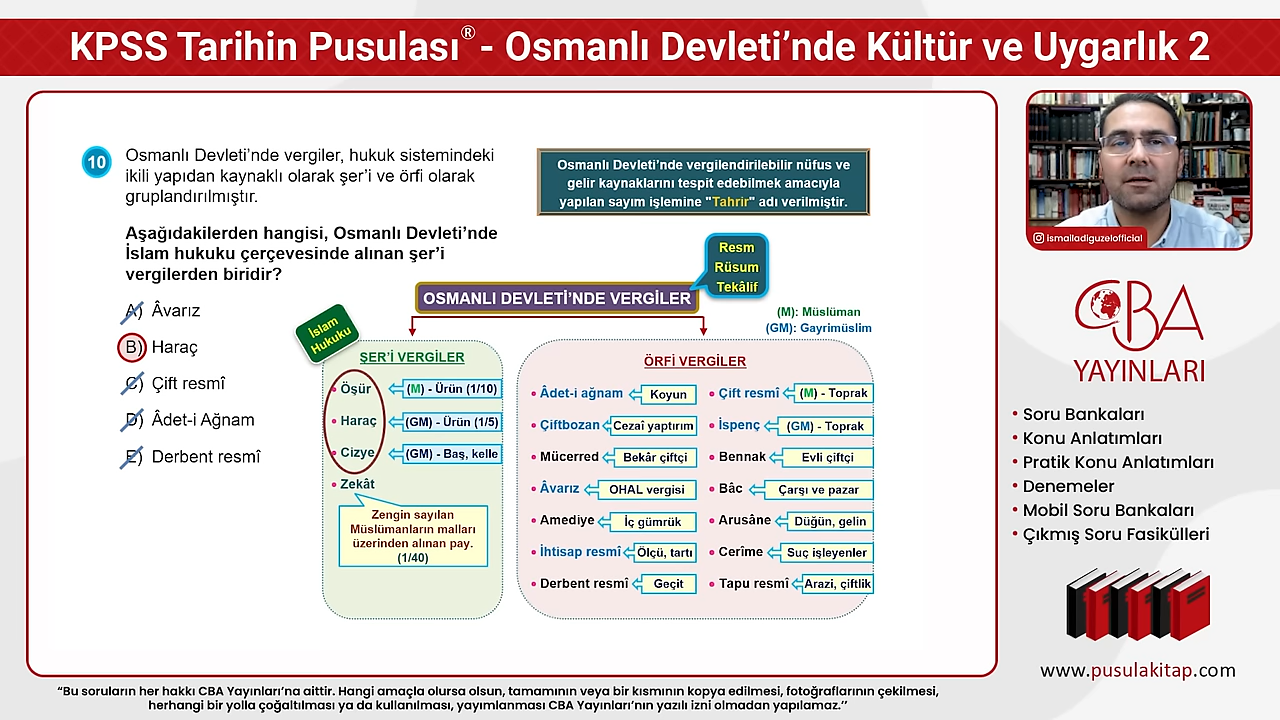 KPSS Tarihin Pusulası® - Osmanlı Devleti’nde Kültür ve Uygarlık 2
10
Osmanlı Devleti’nde vergiler, hukuk sistemindeki
ikili yapıdan kaynaklı olarak şer’i ve örfi olarak
gruplandırılmıştır.
Aşağıdakilerden hangisi, Osmanlı Devleti’nde
İslam hukuku çerçevesinde alınan şer’i
vergilerden biridir?
A) Âvarız
B) Haraç
C) Çift resmî
D) Âdet-i Ağnam
E) Derbent resmî
Osmanlı Devleti’nde vergilendirilebilir nüfus ve
gelir kaynaklarını tespit edebilmek amacıyla
yapılan sayım işlemine "Tahrir" adı verilmiştir.
Resm
Rüsum
Tekâlif
OSMANLI DEVLETİ’NDE VERGİLER
(M): Müslüman
(GM): Gayrimüslim
İslam
Hukuku
ŞER’İ VERGİLER
• Öşür (M) - Ürün (1/10)
• Haraç (GM) - Ürün (1/5)
• Cizye (GM) - Baş, kelle
• Zekât
Zengin sayılan
Müslümanların malları
üzerinden alınan pay.
(1/40)
ÖRFİ VERGİLER
• Âdet-i ağnam Koyun
• Çiftbozan Cezaî yaptırım
• Mücerred Bekâr çiftçi
• Âvarız OHAL vergisi
• Amediye İç gümrük
• İhtisap resmî Ölçü, tartı
• Derbent resmî Geçit
• Çift resmî (M) - Toprak
• İspenç (GM) - Toprak
• Bennak Evli çiftçi
• Bâc Çarşı ve pazar
• Arusâne Düğün, gelin
• Cerîme Suç işleyenler
• Tapu resmî Arazi, çiftlik
ismailadiguzelofficial
CBA
YAYINLARI
• Soru Bankaları
• Konu Anlatımları
• Pratik Konu Anlatımları
• Denemeler
• Mobil Soru Bankaları
• Çıkmış Soru Fasikülleri
www.pusulakitap.com
“Bu soruların her hakkı CBA Yayınları’na aittir. Hangi amaçla olursa olsun, tamamının veya bir kısmının kopya edilmesi, fotoğraflarının çekilmesi,
herhangi bir yolla çoğaltılması ya da kullanılması, yayımlanması CBA Yayınları’nın yazılı izni olmadan yapılamaz.’’